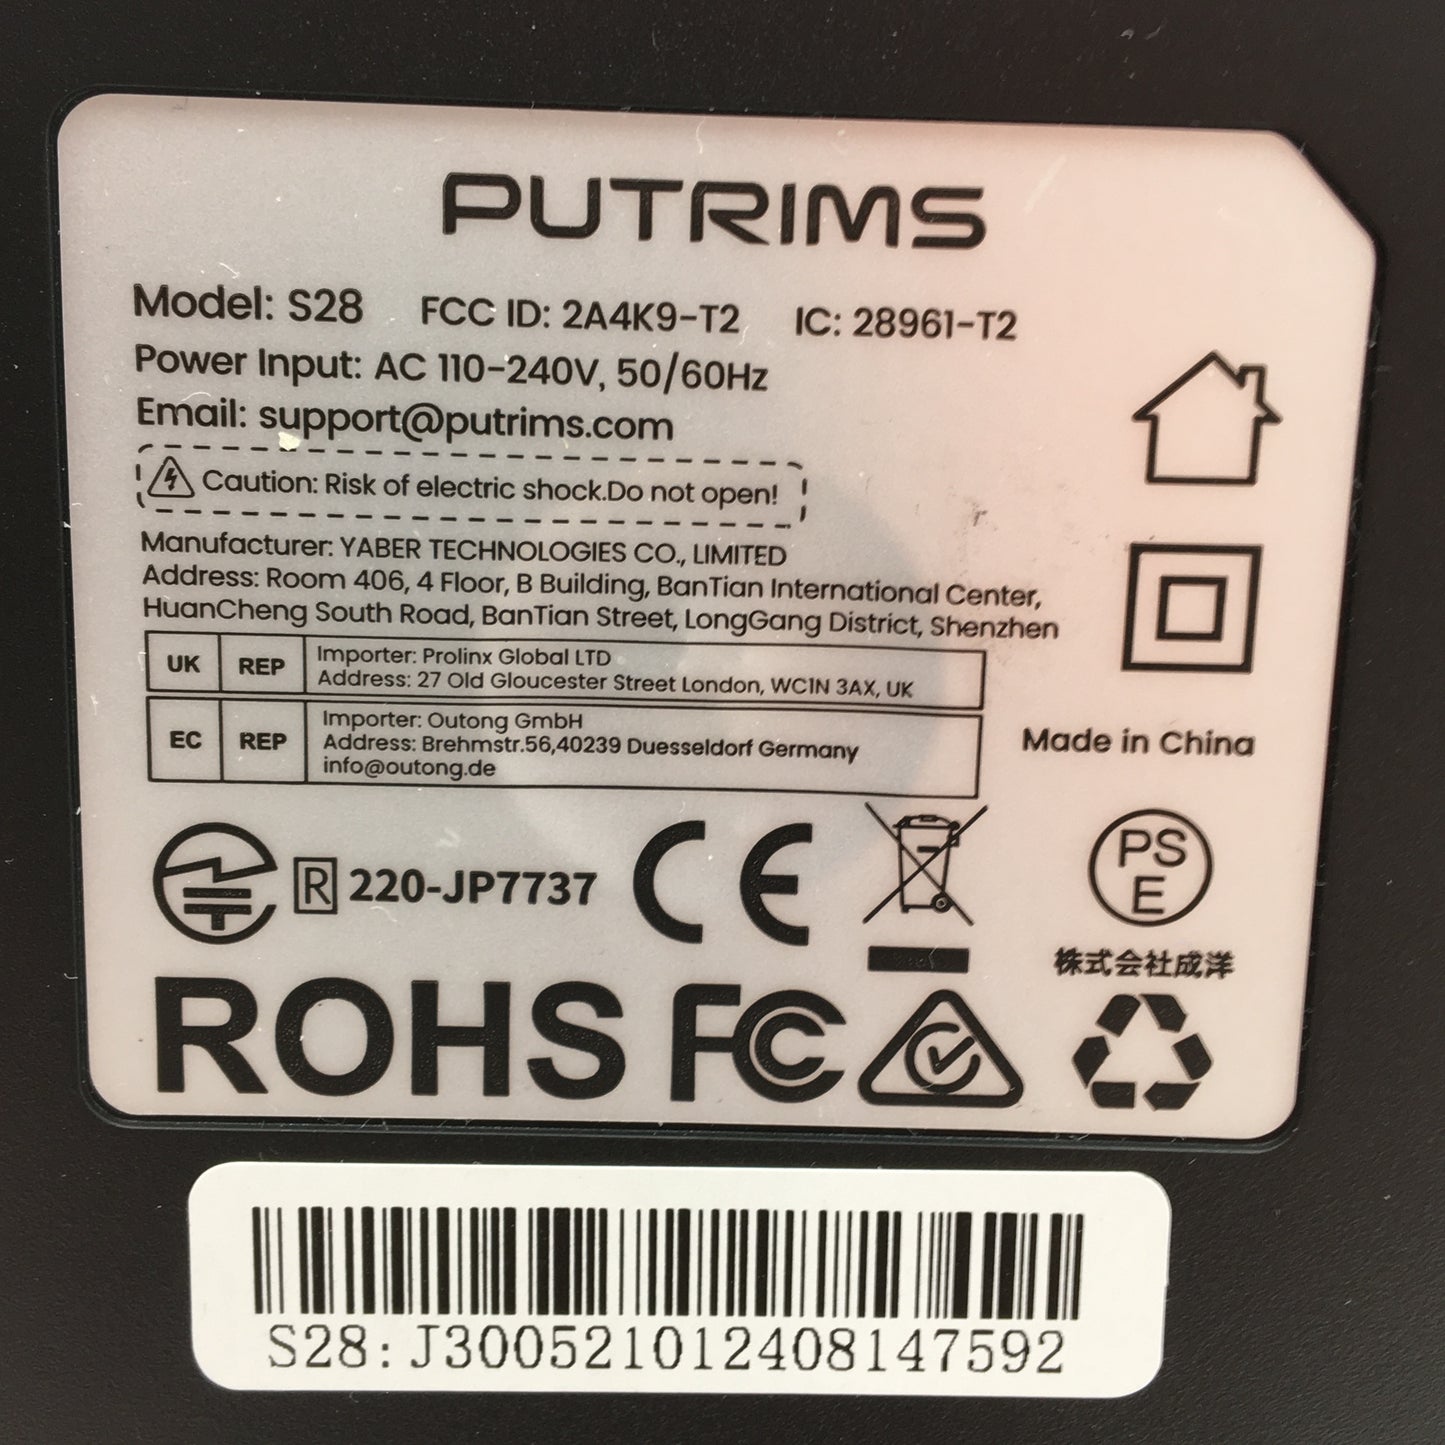 PUTRIMS
Model: S28 FCC ID: 2A4K9-T2 IC: 28961-T2
Power Input: AC 110-240V, 50/60Hz
Email: support@putrims.com
Caution: Risk of electric shock.Do not open!
Manufacturer: YABER TECHNOLOGIES CO., LIMITED
Address: Room 406, 4 Floor, B Building, BanTian International Center,
HuanCheng South Road, BanTian Street, LongGang District, Shenzhen
UK REP
Importer: Prolinx Global LTD
Address: 27 Old Gloucester Street London, WC1N 3AX, UK
EC REP
Importer: Outong GmbH
Address: Brehmstr.56,40239 Duesseldorf Germany
info@outong.de
Made in China
R 220-JP7737 CE
PS
E
株式会社成洋
ROHS FC
S28:J300521012408147592